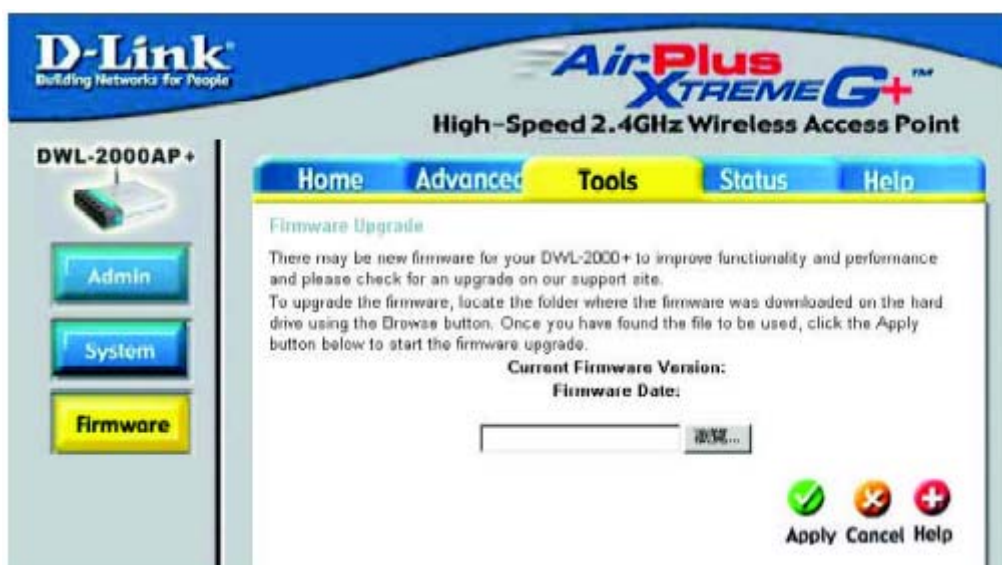 D-Link
Building Networks for People
AirPlus
XTREME G+™
High-Speed 2.4GHz Wireless Access Point
DWL-2000AP+
Home Advanced Tools Status Help
Admin
System
Firmware
Firmware Upgrade
There may be new firmware for your DWL-2000+ to improve functionality and performance
and please check for an upgrade on our support site.
To upgrade the firmware, locate the folder where the firmware was downloaded on the hard
drive using the Browse button. Once you have found the file to be used, click the Apply
button below to start the firmware upgrade.
Current Firmware Version:
Firmware Date:
瀏覽...
Apply Cancel Help